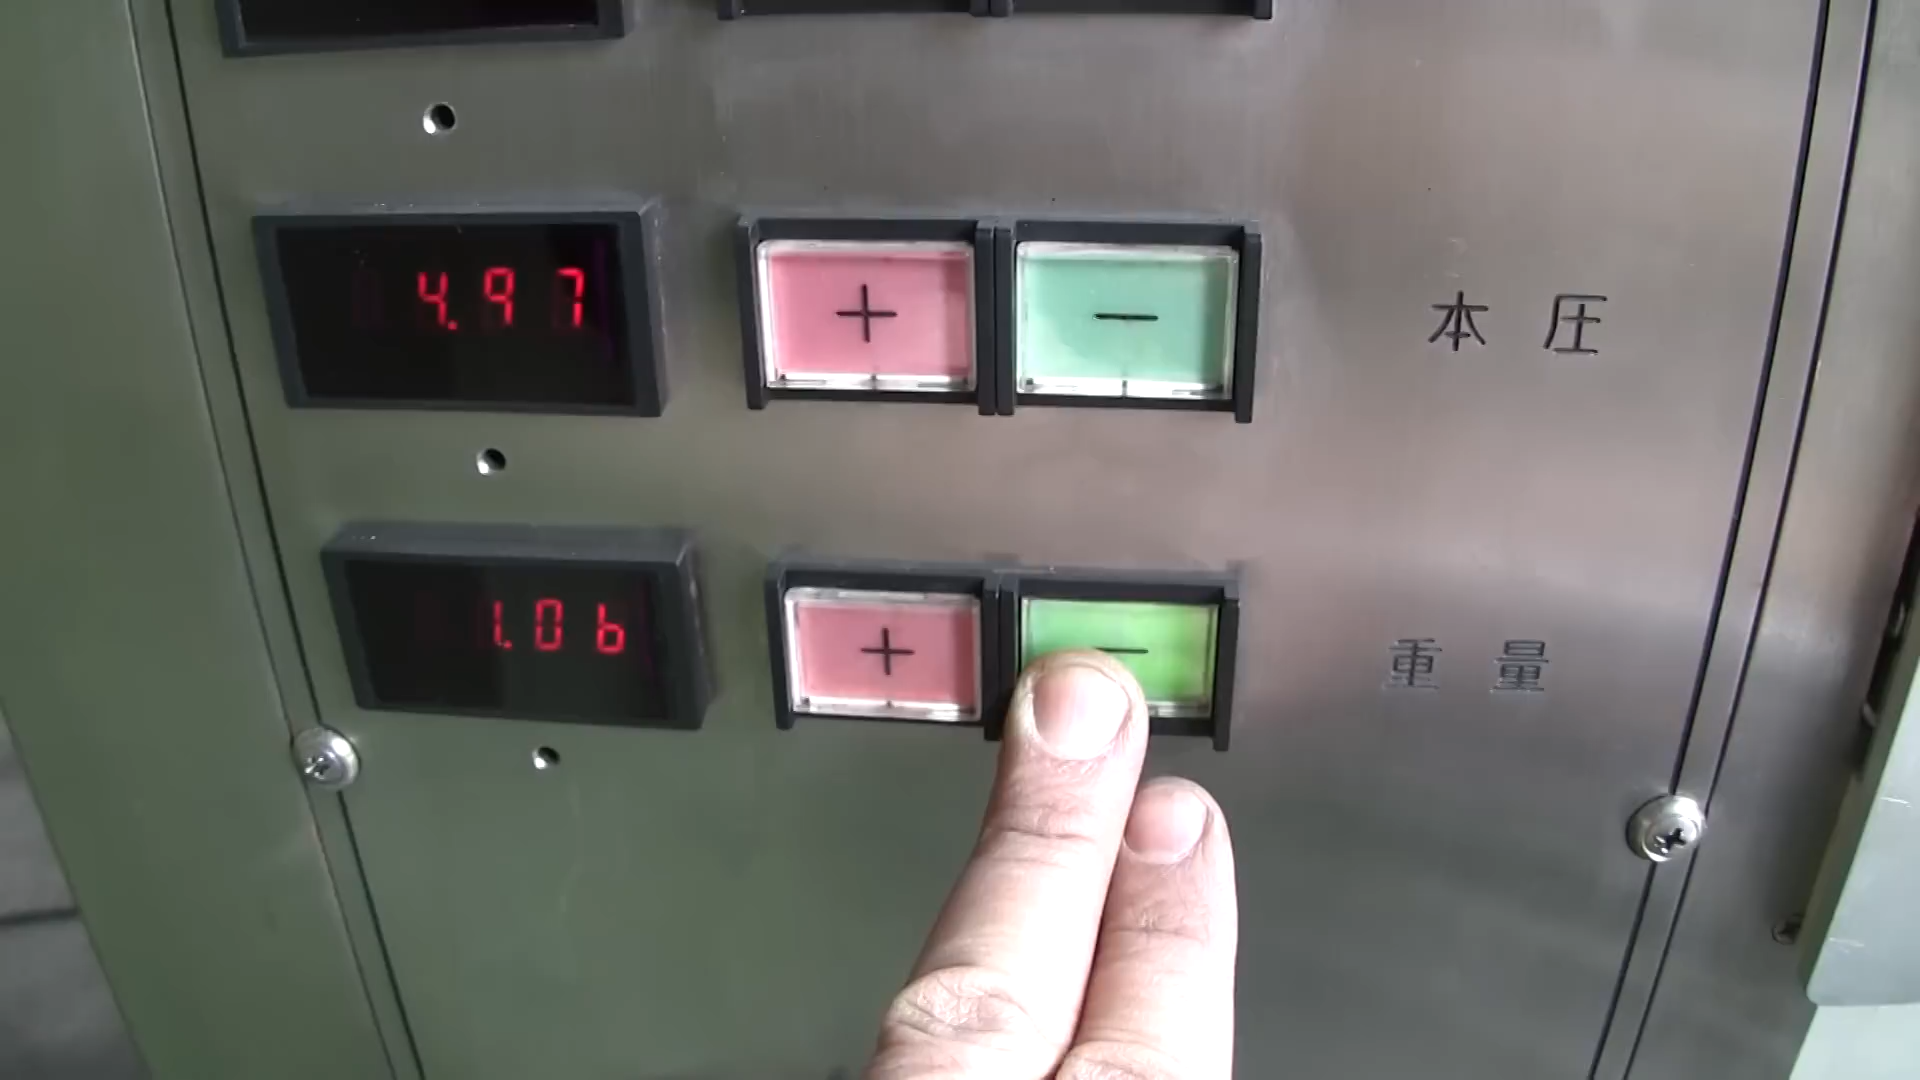 4.97 + − 本圧
1.06 + − 重量